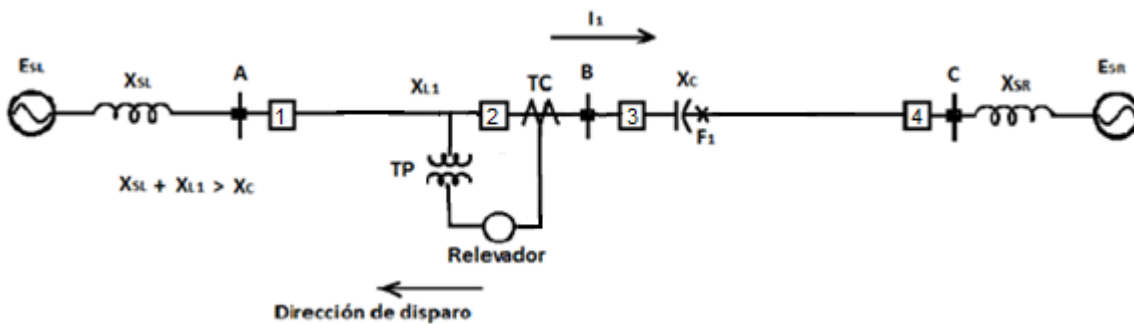 I1
ESL
XSL
A
1
XL1
2
TC
B
3
XC
F1
4
C
XSR
ESR
TP
XSL + XL1 > XC
Relevador
Dirección de disparo